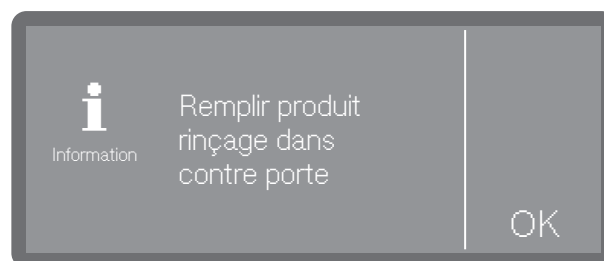 Information
Remplir produit
rinçage dans
contre porte
OK